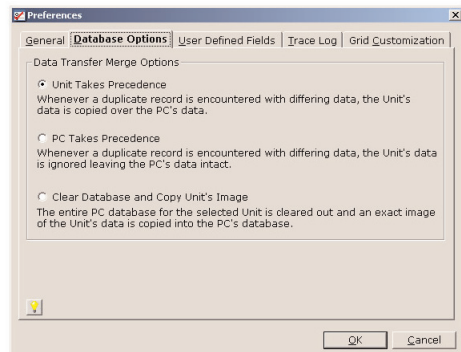 Preferences
General Database Options User Defined Fields Trace Log Grid Customization
Data Transfer Merge Options
Unit Takes Precedence
Whenever a duplicate record is encountered with differing data, the Unit's
data is copied over the PC's data.
PC Takes Precedence
Whenever a duplicate record is encountered with differing data, the Unit's data
is ignored leaving the PC's data intact.
Clear Database and Copy Unit's Image
The entire PC database for the selected Unit is cleared out and an exact image
of the Unit's data is copied into the PC's database.
OK Cancel